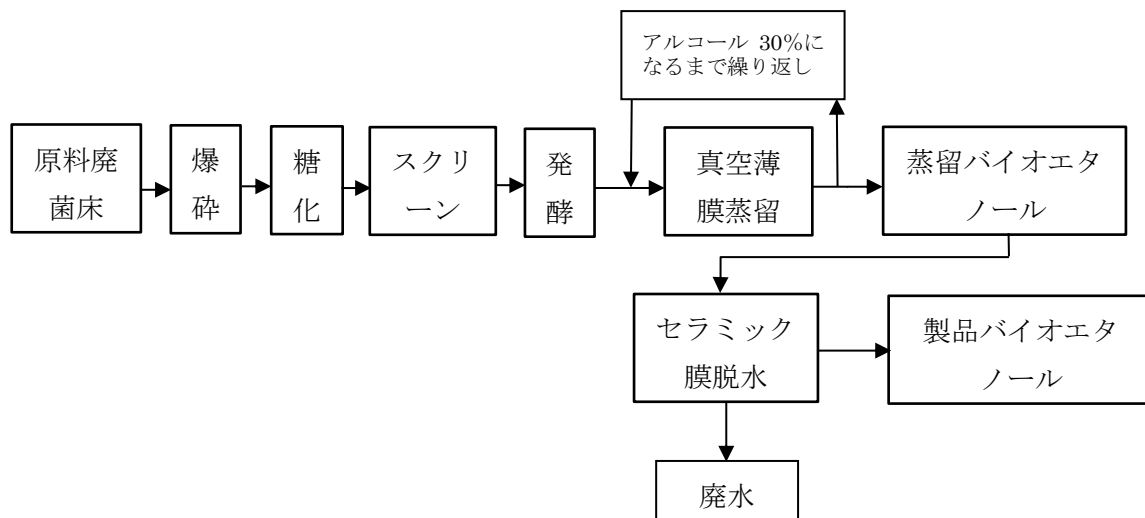 アルコール 30%に
なるまで繰り返し
原料廃
菌床
爆
砕
糖
化
スクリ
ーン
発
酵
真空薄
膜蒸留
蒸留バイオエタ
ノール
セラミック
膜脱水
製品バイオエタ
ノール
廃水